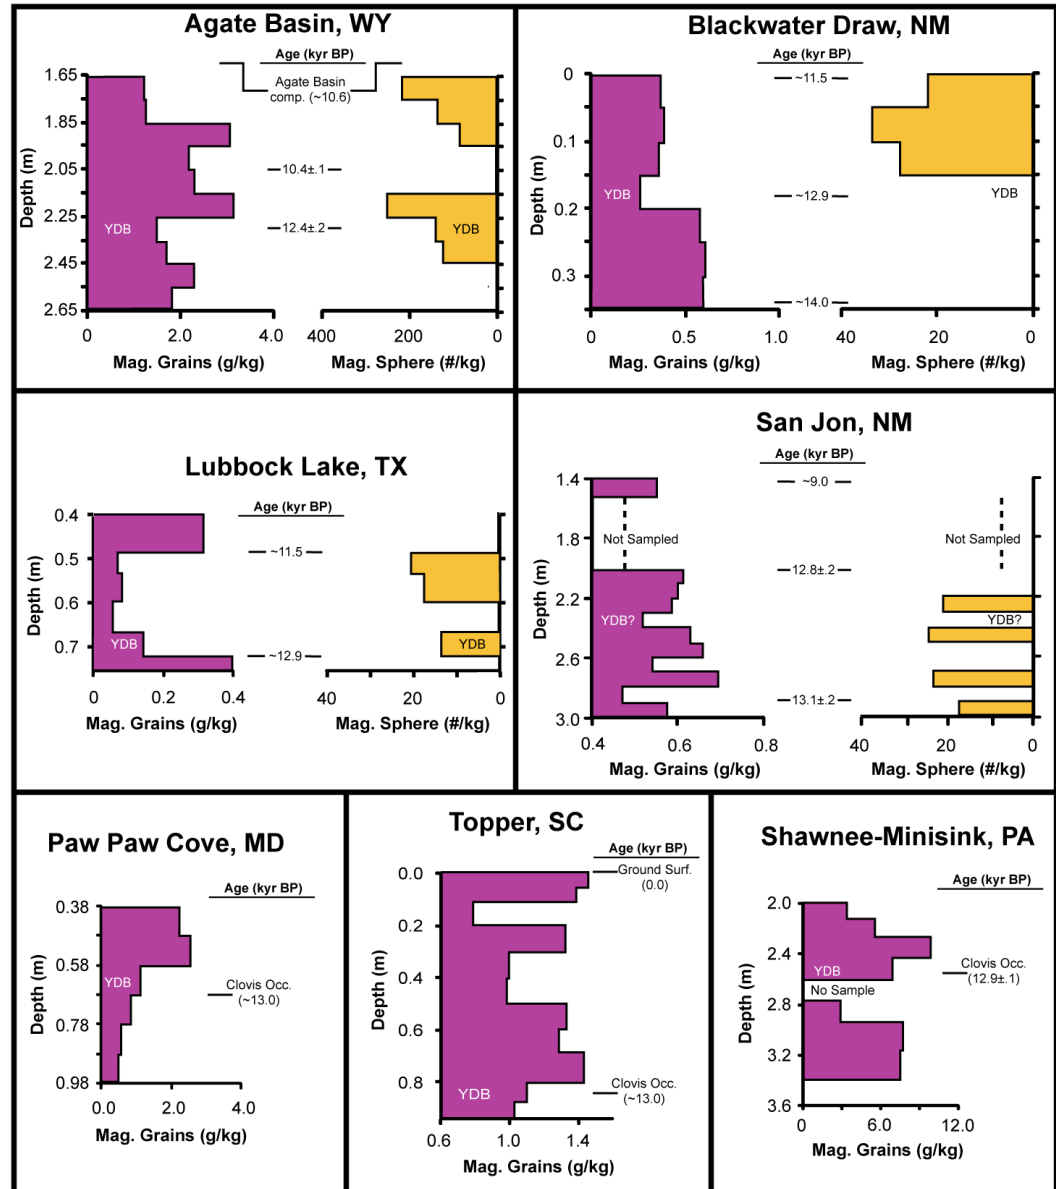 Agate Basin, WY
Age (kyr BP)
Agate Basin
comp. (~10.6)
1.65
1.85
2.05
2.25
2.45
2.65
Depth (m)
10.4±.1
12.4±.2
YDB
YDB
0
2.0
4.0
400
200
0
Mag. Grains (g/kg)
Mag. Sphere (#/kg)
Blackwater Draw, NM
Age (kyr BP)
0
0.1
0.2
0.3
Depth (m)
~11.5
~12.9
~14.0
YDB
YDB
0
0.5
1.0
40
20
0
Mag. Grains (g/kg)
Mag. Sphere (#/kg)
Lubbock Lake, TX
Age (kyr BP)
0.4
0.5
0.6
0.7
Depth (m)
~11.5
~12.9
YDB
YDB
0
0.2
0.4
40
20
0
Mag. Grains (g/kg)
Mag. Sphere (#/kg)
San Jon, NM
Age (kyr BP)
1.4
1.8
2.2
2.6
3.0
Depth (m)
~9.0
12.8±.2
13.1±.2
Not Sampled
Not Sampled
YDB?
YDB?
0.4
0.6
0.8
40
20
0
Mag. Grains (g/kg)
Mag. Sphere (#/kg)
Paw Paw Cove, MD
Age (kyr BP)
0.38
0.58
0.78
0.98
Depth (m)
YDB
Clovis Occ.
(~13.0)
0.0
2.0
4.0
Mag. Grains (g/kg)
Topper, SC
Age (kyr BP)
Ground Surf.
(0.0)
0.0
0.2
0.4
0.6
0.8
Depth (m)
YDB
Clovis Occ.
(~13.0)
0.6
1.0
1.4
Mag. Grains (g/kg)
Shawnee-Minisink, PA
Age (kyr BP)
2.0
2.4
2.8
3.2
3.6
Depth (m)
YDB
No Sample
Clovis Occ.
(12.9±.1)
0
6.0
12.0
Mag. Grains (g/kg)